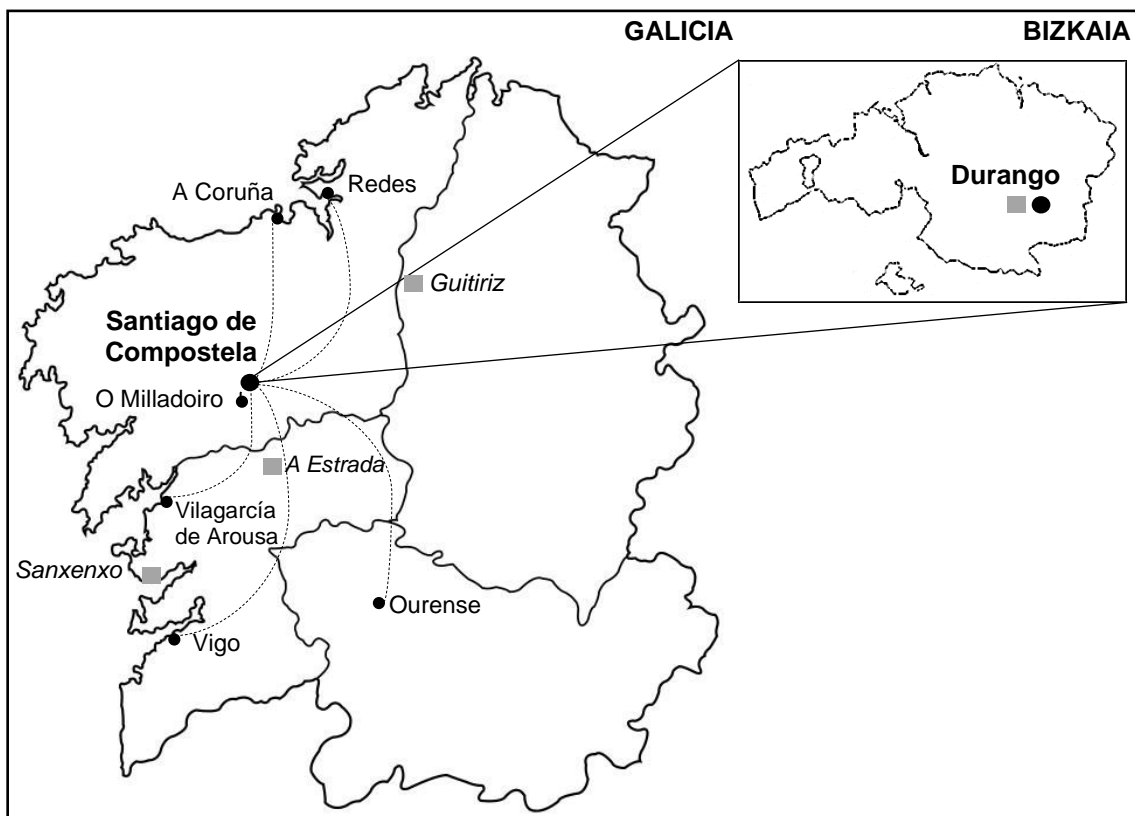 GALICIA
BIZKAIA
Durango
A Coruña
Redes
Guitiriz
Santiago de
Compostela
O Milladoiro
A Estrada
Vilagarcía
de Arousa
Sanxenxo
Ourense
Vigo